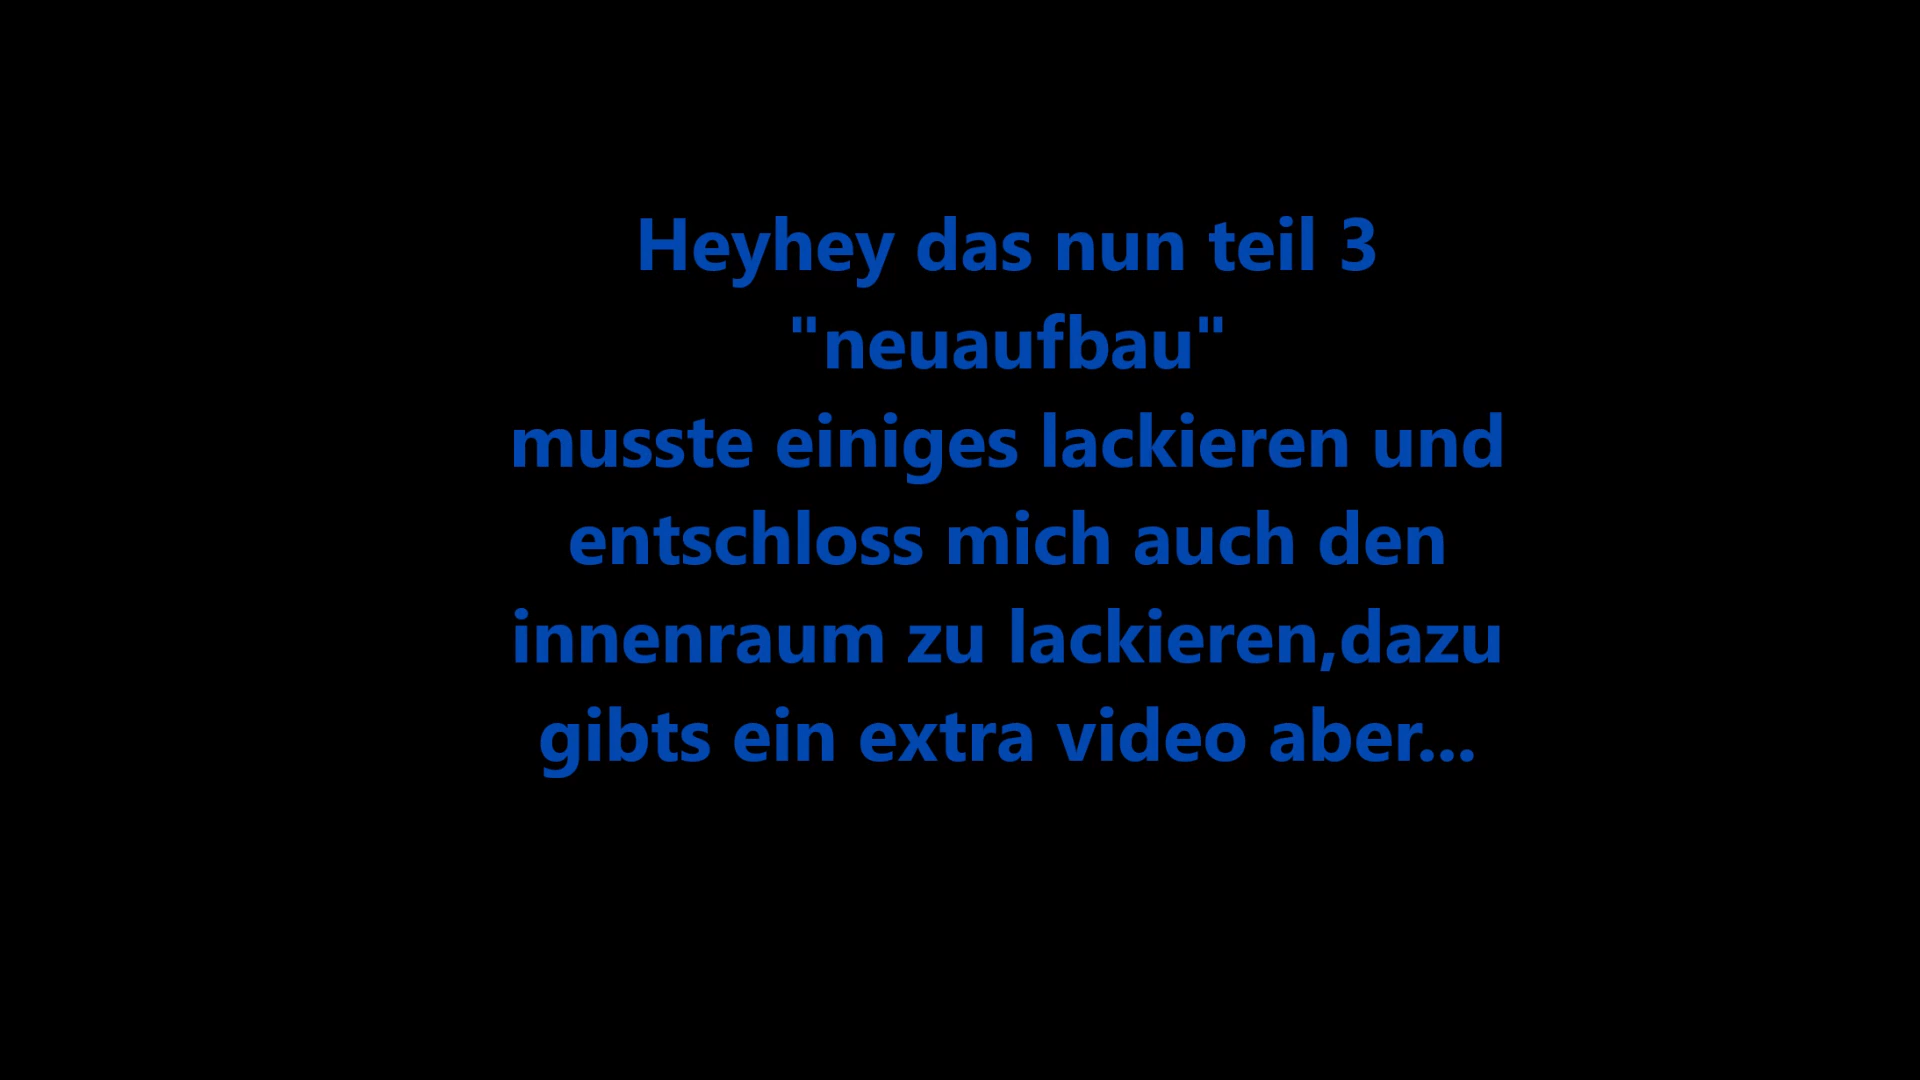 Heyhey das nun teil 3
"neuaufbau"
musste einiges lackieren und
entschloss mich auch den
innenraum zu lackieren,dazu
gibts ein extra video aber...